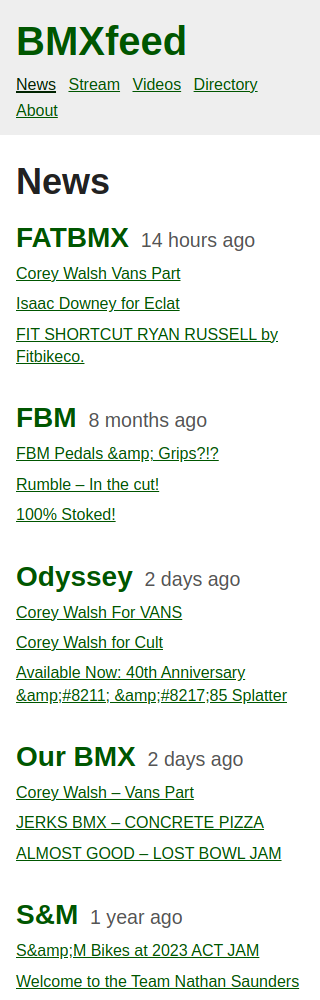 BMXfeed
News Stream Videos Directory
About
News
FATBMX 14 hours ago
Corey Walsh Vans Part
Isaac Downey for Eclat
FIT SHORTCUT RYAN RUSSELL by
Fitbikeco.
FBM 8 months ago
FBM Pedals &amp; Grips?!?
Rumble – In the cut!
100% Stoked!
Odyssey 2 days ago
Corey Walsh For VANS
Corey Walsh for Cult
Available Now: 40th Anniversary
&amp;#8211; &amp;#8217;85 Splatter
Our BMX 2 days ago
Corey Walsh – Vans Part
JERKS BMX – CONCRETE PIZZA
ALMOST GOOD – LOST BOWL JAM
S&M 1 year ago
S&amp;M Bikes at 2023 ACT JAM
Welcome to the Team Nathan Saunders